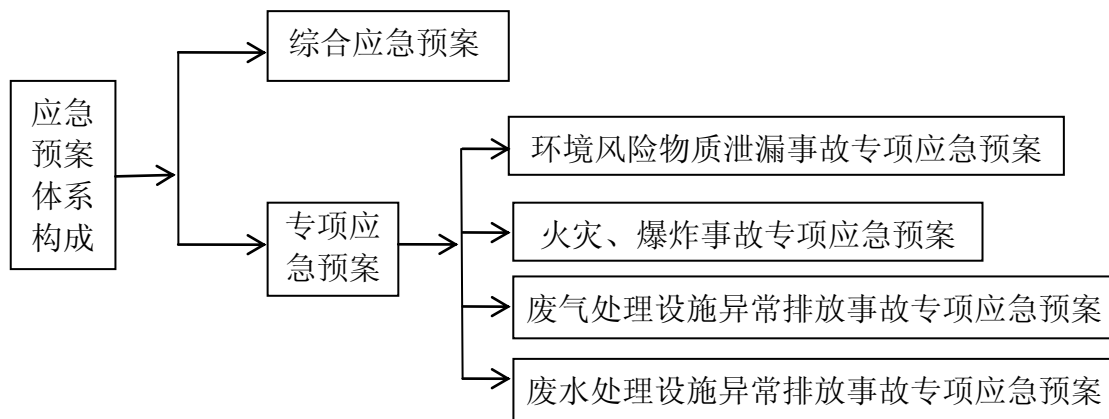 综合应急预案
应急
预案
体系
构成
环境风险物质泄漏事故专项应急预案
专项应
急预案
火灾、爆炸事故专项应急预案
废气处理设施异常排放事故专项应急预案
废水处理设施异常排放事故专项应急预案